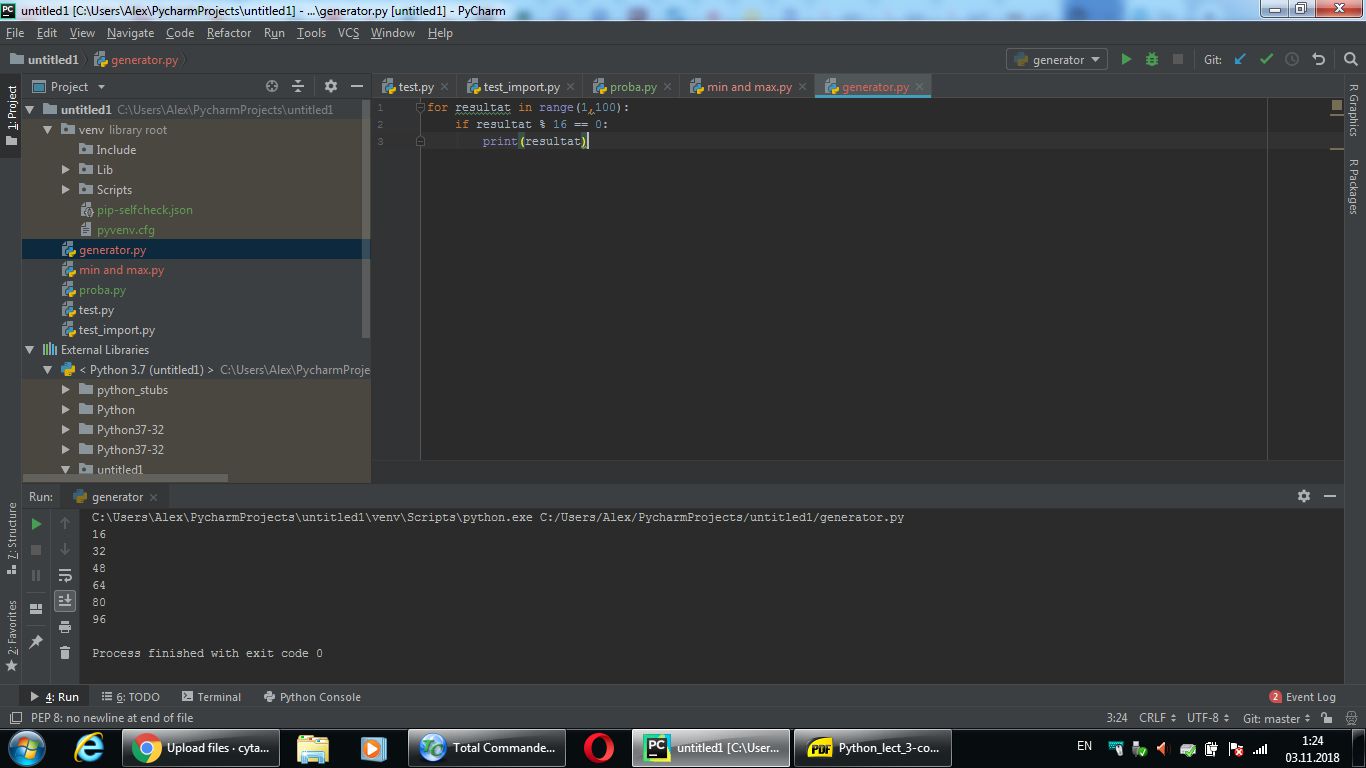 untitled1 [C:\Users\Alex\PycharmProjects\untitled1] - ...\generator.py [untitled1] - PyCharm
File Edit View Navigate Code Refactor Run Tools VCS Window Help
untitled1 generator.py generator Git:
1: Project
Project
untitled1 C:\Users\Alex\PycharmProjects\untitled1
venv library root
Include
Lib
Scripts
pip-selfcheck.json
pyvenv.cfg
generator.py
min and max.py
proba.py
test.py
test_import.py
External Libraries
< Python 3.7 (untitled1) > C:\Users\Alex\PycharmProje
python_stubs
Python
Python37-32
Python37-32
untitled1
test.py test_import.py proba.py min and max.py generator.py
1 for resultat in range(1,100):
2 if resultat % 16 == 0:
3 print(resultat)
R Graphics
R Packages
7: Structure
2: Favorites
Run: generator
C:\Users\Alex\PycharmProjects\untitled1\venv\Scripts\python.exe C:/Users/Alex/PycharmProjects/untitled1/generator.py
16
32
48
64
80
96
Process finished with exit code 0
4: Run 6: TODO Terminal Python Console 2 Event Log
PEP 8: no newline at end of file 3:24 CRLF UTF-8 Git: master
Upload files · cyta... Total Commande... PC untitled1 [C:\User... PDF Python_lect_3-co... EN 1:24
03.11.2018